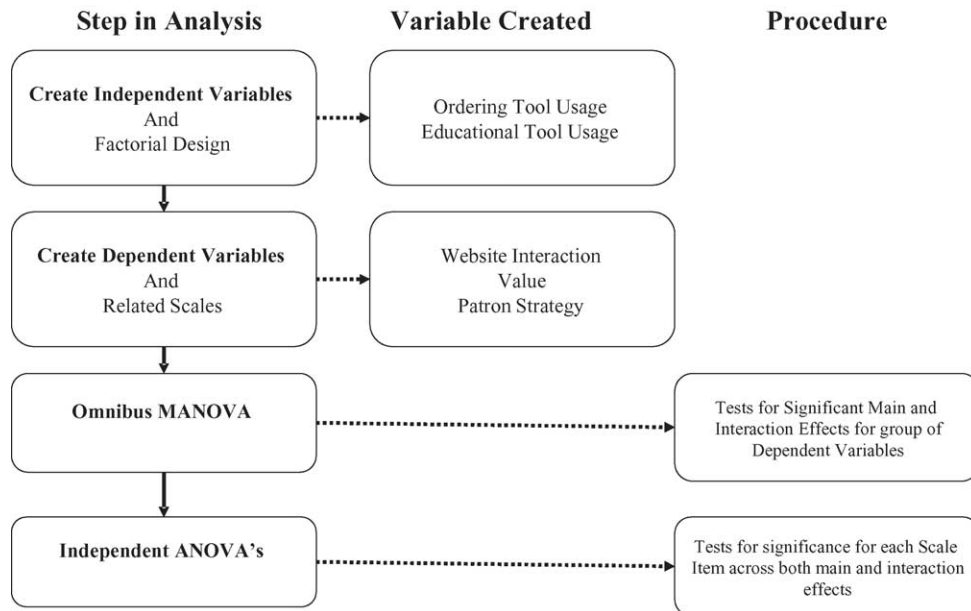 Step in Analysis
Variable Created
Procedure
Create Independent Variables
And
Factorial Design
Ordering Tool Usage
Educational Tool Usage
Create Dependent Variables
And
Related Scales
Website Interaction
Value
Patron Strategy
Omnibus MANOVA
Tests for Significant Main and
Interaction Effects for group of
Dependent Variables
Independent ANOVA’s
Tests for significance for each Scale
Item across both main and interaction
effects